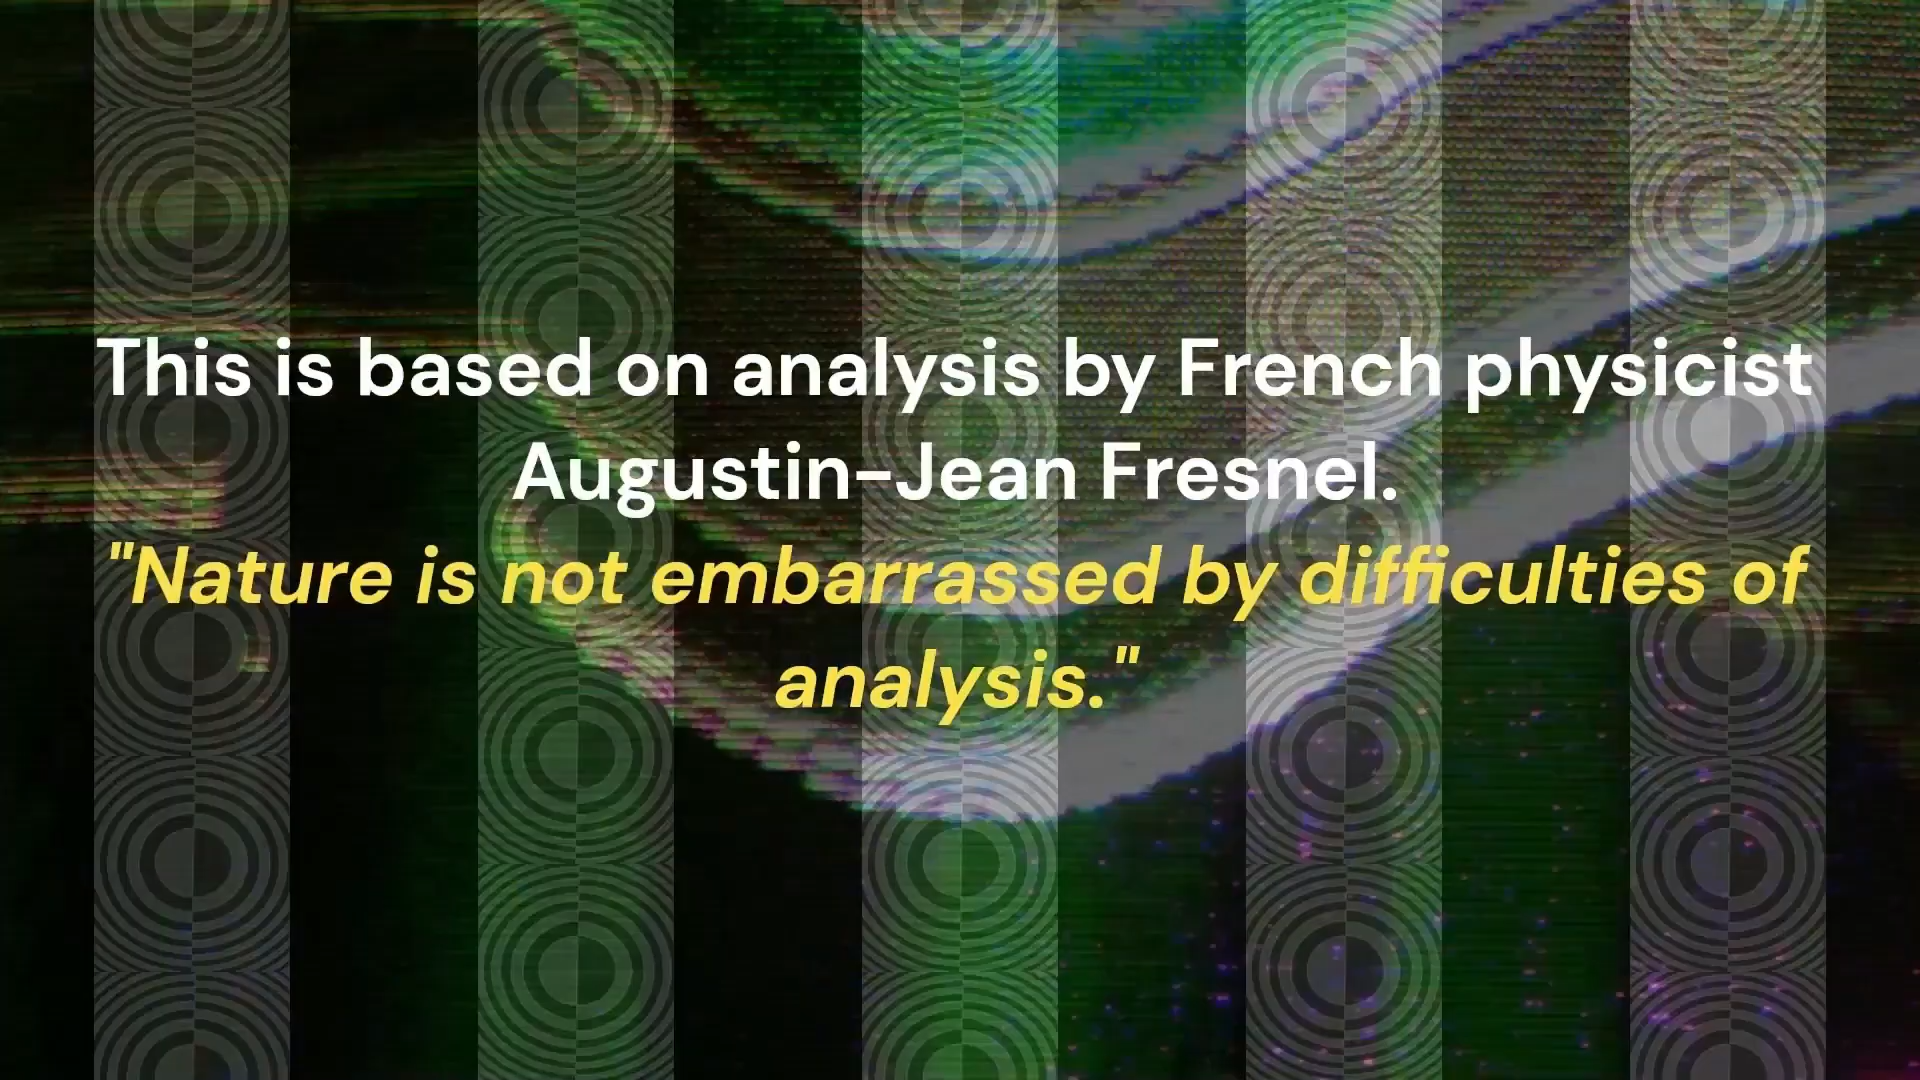 This is based on analysis by French physicist
Augustin-Jean Fresnel.
"Nature is not embarrassed by difficulties of
analysis."